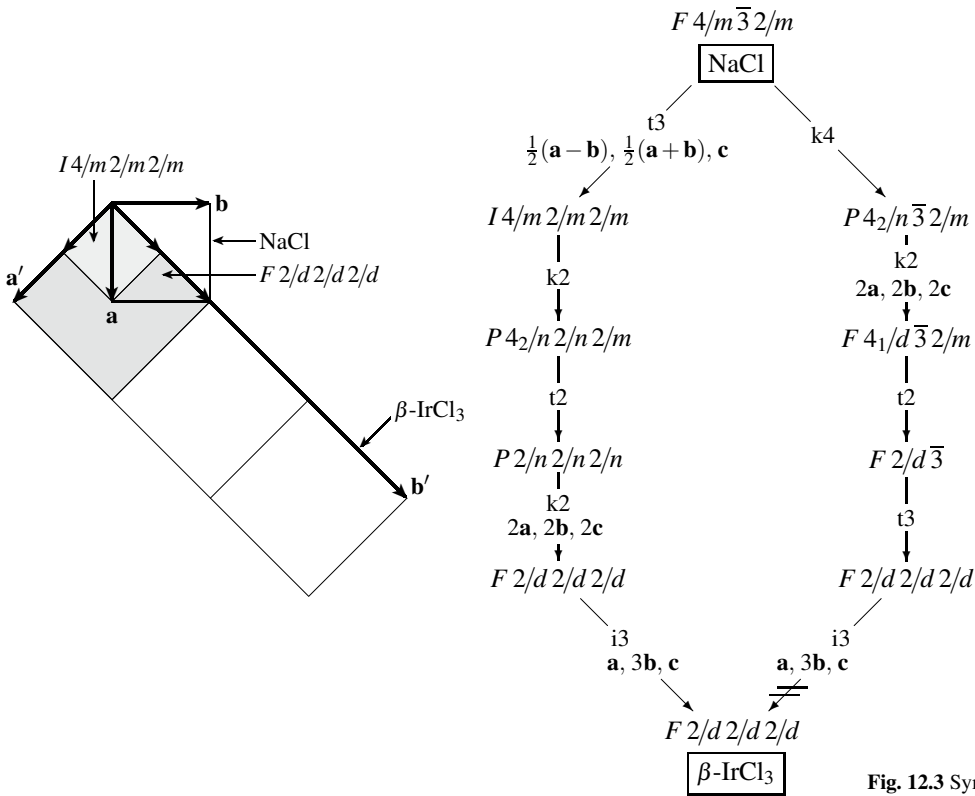 I 4/m 2/m 2/m
b
NaCl
F 2/d 2/d 2/d
a′
a
β-IrCl₃
b′
F 4/m 3̅ 2/m
NaCl
t3
½(a − b), ½(a + b), c
I 4/m 2/m 2/m
k2
P 4₂/n 2/n 2/m
t2
P 2/n 2/n 2/n
k2
2a, 2b, 2c
F 2/d 2/d 2/d
i3
a, 3b, c
k4
P 4₂/n 3̅ 2/m
k2
2a, 2b, 2c
F 4₁/d 3̅ 2/m
t2
F 2/d 3̅
t3
F 2/d 2/d 2/d
i3
a, 3b, c
F 2/d 2/d 2/d
β-IrCl₃
Fig. 12.3 Syr